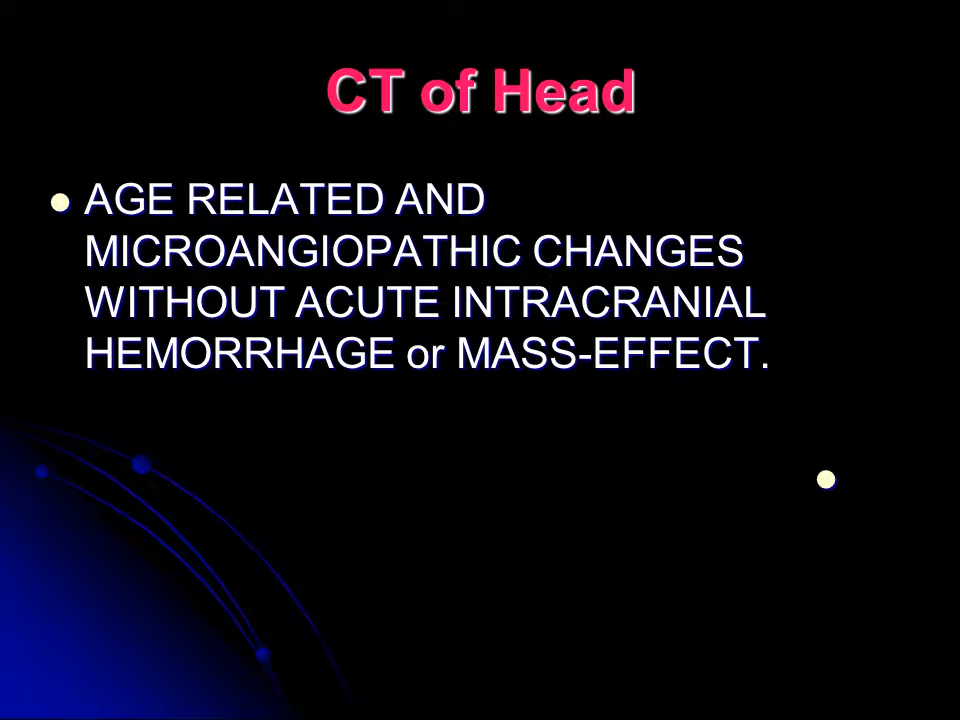 CT of Head
AGE RELATED AND
MICROANGIOPATHIC CHANGES
WITHOUT ACUTE INTRACRANIAL
HEMORRHAGE or MASS-EFFECT.